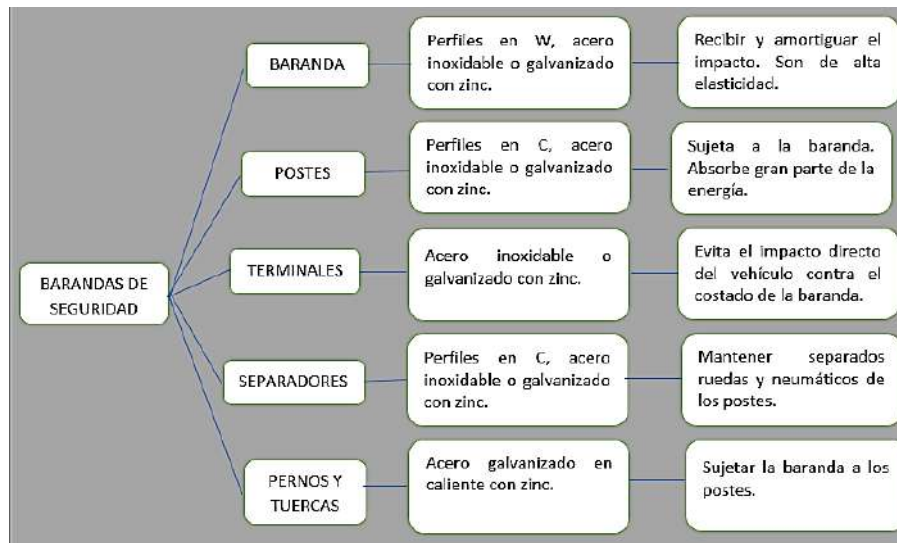 BARANDAS DE
SEGURIDAD
BARANDA
Perfiles en W, acero
inoxidable o galvanizado
con zinc.
Recibir y amortiguar el
impacto. Son de alta
elasticidad.
POSTES
Perfiles en C, acero
inoxidable o galvanizado
con zinc.
Sujeta a la baranda.
Absorbe gran parte de la
energía.
TERMINALES
Acero inoxidable o
galvanizado con zinc.
Evita el impacto directo
del vehículo contra el
costado de la baranda.
SEPARADORES
Perfiles en C, acero
inoxidable o galvanizado
con zinc.
Mantener separados
ruedas y neumáticos de
los postes.
PERNOS Y
TUERCAS
Acero galvanizado en
caliente con zinc.
Sujetar la baranda a los
postes.